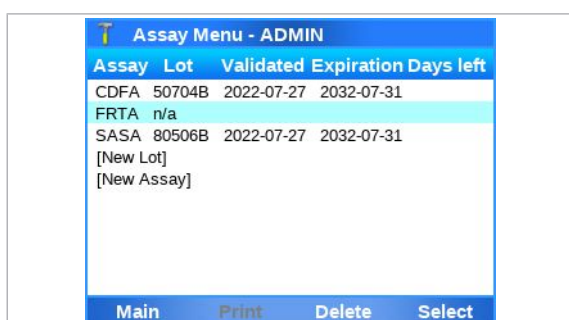 Assay Menu - ADMIN
Assay Lot Validated Expiration Days left
CDFA 50704B 2022-07-27 2032-07-31
FRTA n/a
SASA 80506B 2022-07-27 2032-07-31
[New Lot]
[New Assay]
Main Print Delete Select